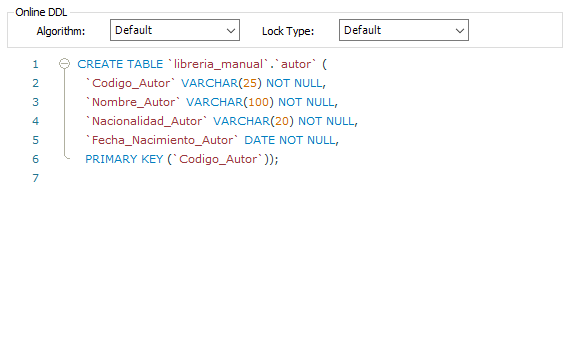 Online DDL
Algorithm: Default Lock Type: Default
1 CREATE TABLE `libreria_manual`.`autor` (
2 `Codigo_Autor` VARCHAR(25) NOT NULL,
3 `Nombre_Autor` VARCHAR(100) NOT NULL,
4 `Nacionalidad_Autor` VARCHAR(20) NOT NULL,
5 `Fecha_Nacimiento_Autor` DATE NOT NULL,
6 PRIMARY KEY (`Codigo_Autor`));
7